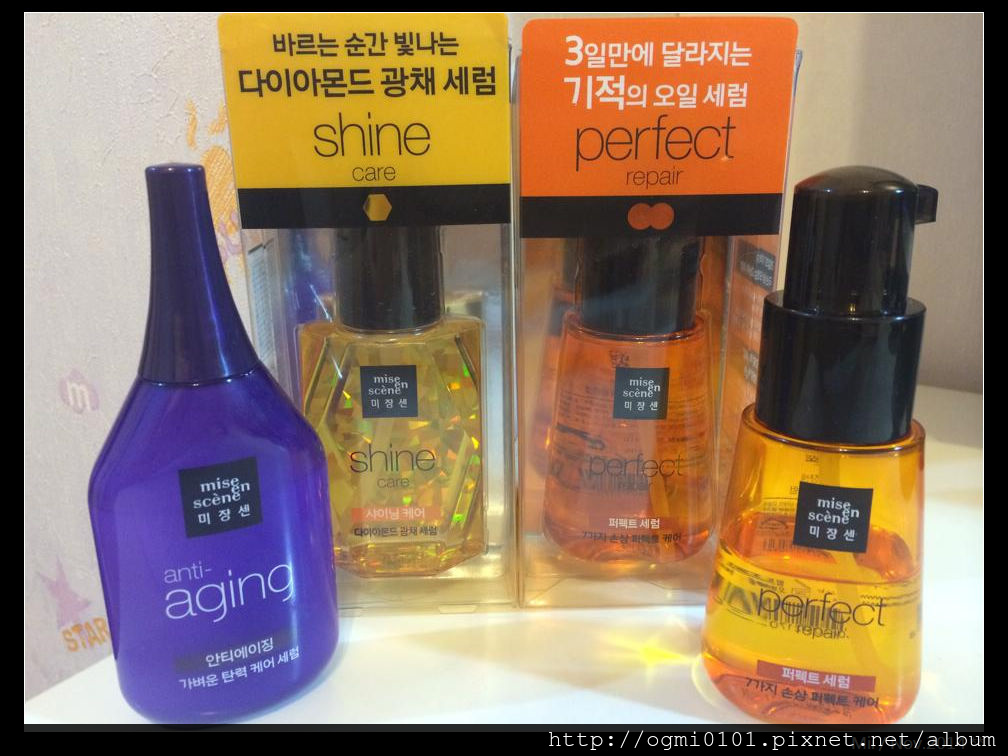 바르는 순간 빛나는
다이아몬드 광채 세럼
shine
care
3일만에 달라지는
기적의 오일 세럼
perfect
repair
mise
en
scène
미장센
anti-
aging
안티에이징
가벼운 탄력 케어 세럼
mise
en
scène
미장센
shine
care
샤이닝 케어
다이아몬드 광채 세럼
mise
en
scène
미장센
perfect
repair
퍼펙트 세럼
7가지 손상 퍼펙트 케어
mise
en
scène
미장센
perfect
repair
퍼펙트 세럼
7가지 손상 퍼펙트 케어
STAR
m
http://ogmi0101.pixnet.net/album